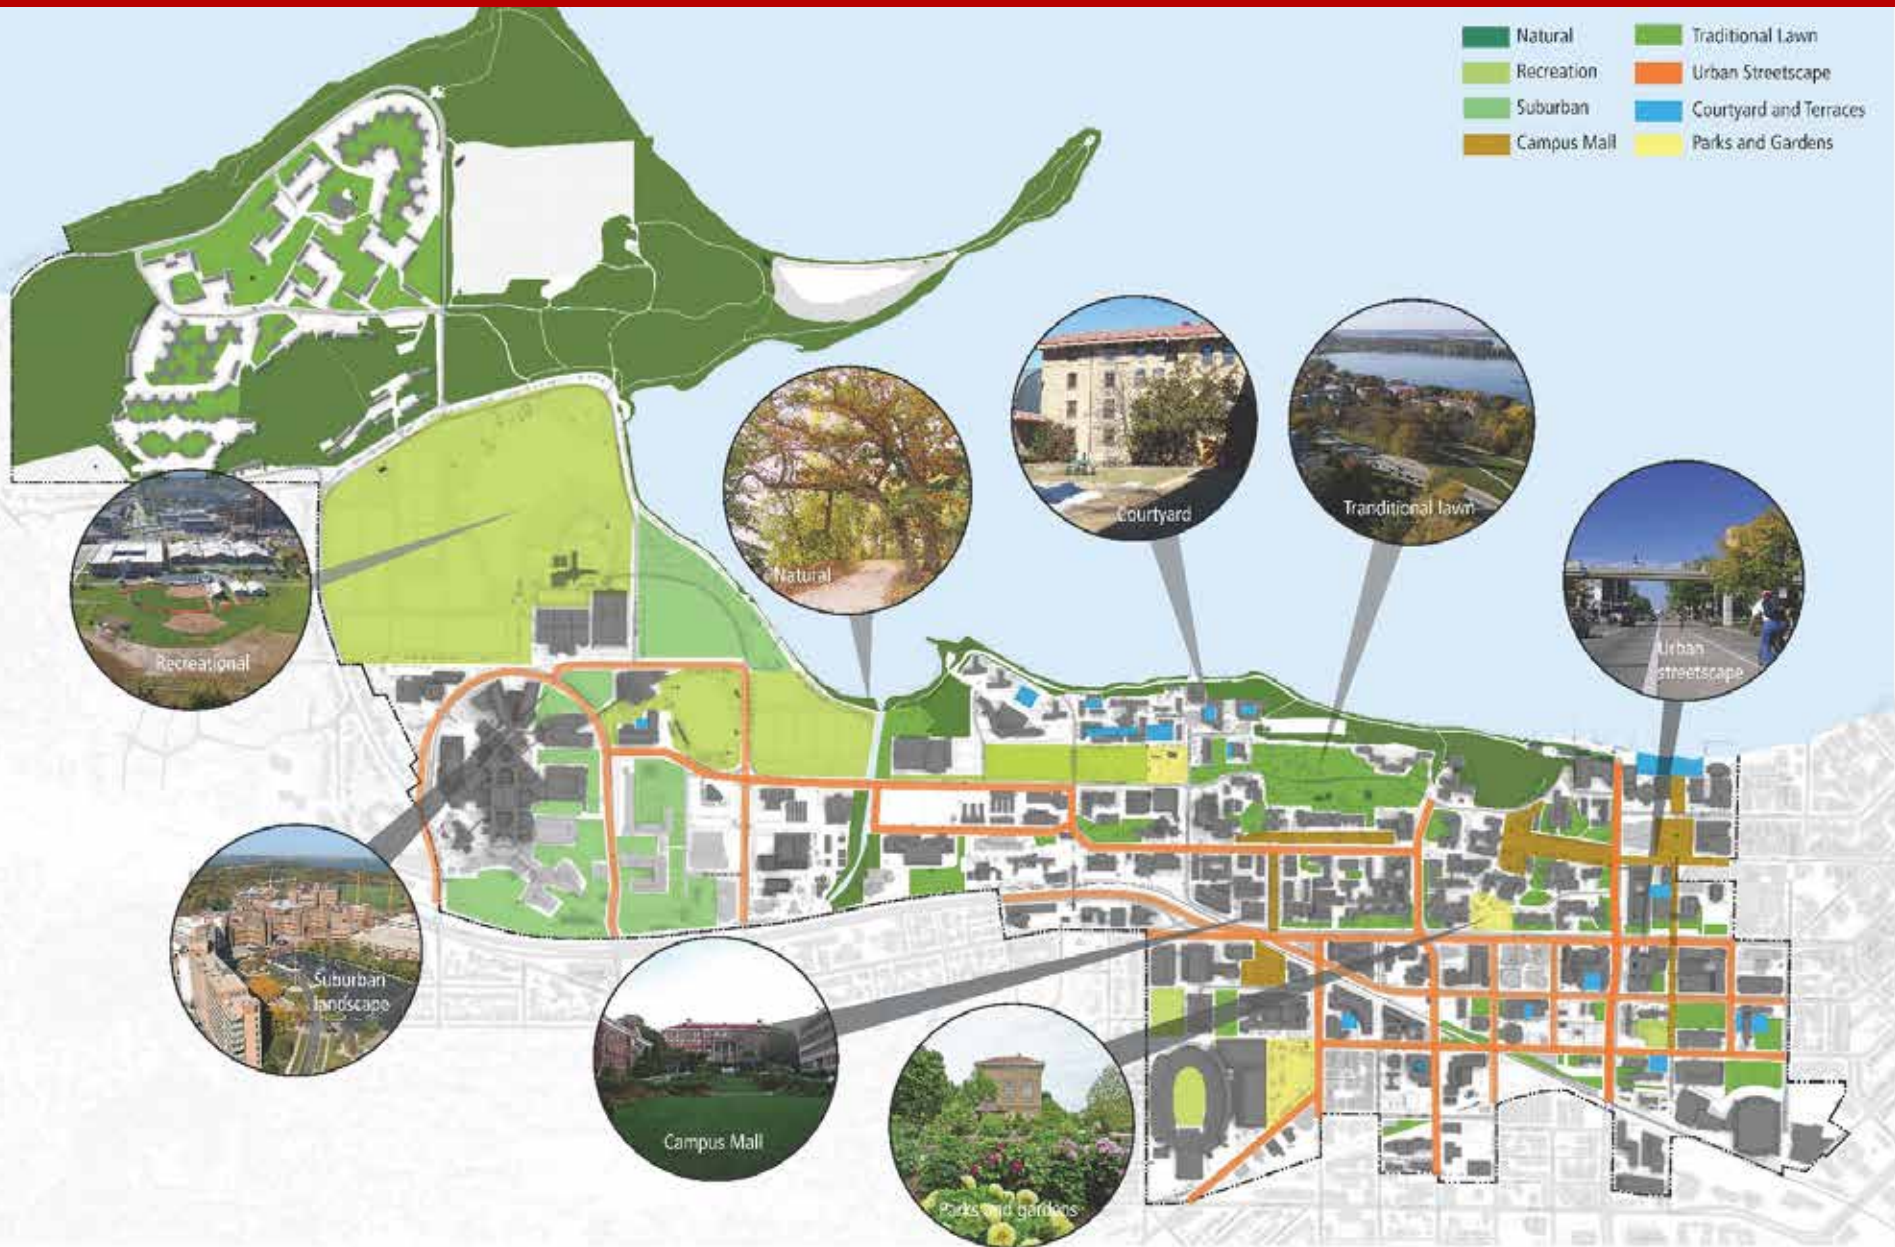 Natural
Traditional Lawn
Recreation
Urban Streetscape
Suburban
Courtyard and Terraces
Campus Mall
Parks and Gardens
Courtyard
Tranditional lawn
Natural
Urban
streetscape
Recreational
Suburban
landscape
Campus Mall
Parks and gardens